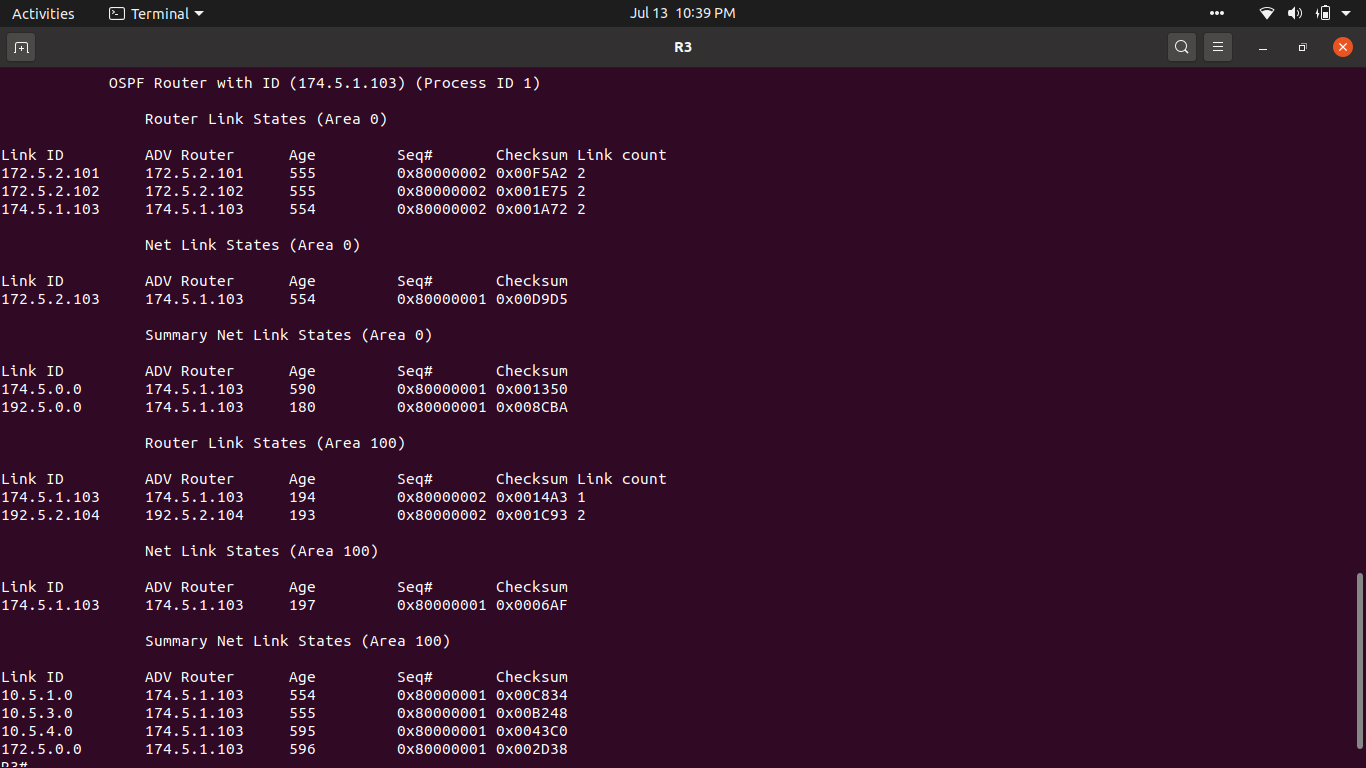 Activities Terminal Jul 13 10:39 PM
R3
OSPF Router with ID (174.5.1.103) (Process ID 1)
Router Link States (Area 0)
Link ID ADV Router Age Seq# Checksum Link count
172.5.2.101 172.5.2.101 555 0x80000002 0x00F5A2 2
172.5.2.102 172.5.2.102 555 0x80000002 0x001E75 2
174.5.1.103 174.5.1.103 554 0x80000002 0x001A72 2
Net Link States (Area 0)
Link ID ADV Router Age Seq# Checksum
172.5.2.103 174.5.1.103 554 0x80000001 0x00D9D5
Summary Net Link States (Area 0)
Link ID ADV Router Age Seq# Checksum
174.5.0.0 174.5.1.103 590 0x80000001 0x001350
192.5.0.0 174.5.1.103 180 0x80000001 0x008CBA
Router Link States (Area 100)
Link ID ADV Router Age Seq# Checksum Link count
174.5.1.103 174.5.1.103 194 0x80000002 0x0014A3 1
192.5.2.104 192.5.2.104 193 0x80000002 0x001C93 2
Net Link States (Area 100)
Link ID ADV Router Age Seq# Checksum
174.5.1.103 174.5.1.103 197 0x80000001 0x0006AF
Summary Net Link States (Area 100)
Link ID ADV Router Age Seq# Checksum
10.5.1.0 174.5.1.103 554 0x80000001 0x00C834
10.5.3.0 174.5.1.103 555 0x80000001 0x00B248
10.5.4.0 174.5.1.103 595 0x80000001 0x0043C0
172.5.0.0 174.5.1.103 596 0x80000001 0x002D38
R3#